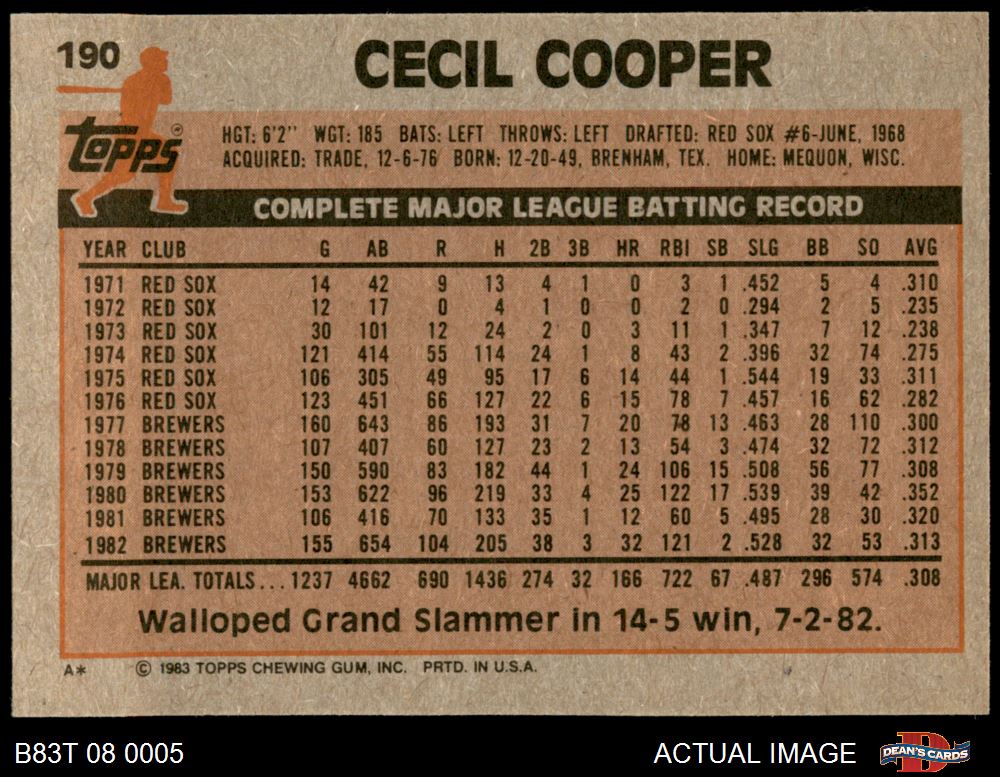 190
CECIL COOPER
Topps
HGT: 6'2" WGT: 185 BATS: LEFT THROWS: LEFT DRAFTED: RED SOX #6-JUNE, 1968
ACQUIRED: TRADE, 12-6-76 BORN: 12-20-49, BRENHAM, TEX. HOME: MEQUON, WISC.
COMPLETE MAJOR LEAGUE BATTING RECORD
YEAR CLUB G AB R H 2B 3B HR RBI SB SLG BB SO AVG
1971 RED SOX 14 42 9 13 4 1 0 3 1 .452 5 4 .310
1972 RED SOX 12 17 0 4 1 0 0 2 0 .294 2 5 .235
1973 RED SOX 30 101 12 24 2 0 3 11 1 .347 7 12 .238
1974 RED SOX 121 414 55 114 24 1 8 43 2 .396 32 74 .275
1975 RED SOX 106 305 49 95 17 6 14 44 1 .544 19 33 .311
1976 RED SOX 123 451 66 127 22 6 15 78 7 .457 16 62 .282
1977 BREWERS 160 643 86 193 31 7 20 78 13 .463 28 110 .300
1978 BREWERS 107 407 60 127 23 2 13 54 3 .474 32 72 .312
1979 BREWERS 150 590 83 182 44 1 24 106 15 .508 56 77 .308
1980 BREWERS 153 622 96 219 33 4 25 122 17 .539 39 42 .352
1981 BREWERS 106 416 70 133 35 1 12 60 5 .495 28 30 .320
1982 BREWERS 155 654 104 205 38 3 32 121 2 .528 32 53 .313
MAJOR LEA. TOTALS... 1237 4662 690 1436 274 32 166 722 67 .487 296 574 .308
Walloped Grand Slammer in 14-5 win, 7-2-82.
A* © 1983 TOPPS CHEWING GUM, INC. PRTD. IN U.S.A.
B83T 08 0005 ACTUAL IMAGE DEAN'S CARDS